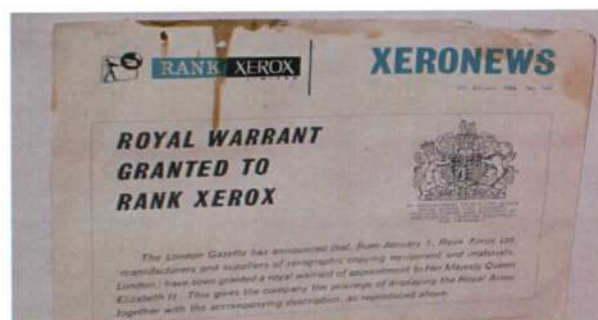 RANK XEROX
LIMITED
XERONEWS
ROYAL WARRANT
GRANTED TO
RANK XEROX
The London Gazette has announced that, from January 1, Rank Xerox Ltd,
'manufacturers and suppliers of xerographic copying equipment and materials,
London,' have been granted a royal warrant of appointment to Her Majesty Queen
Elizabeth II. This gives the company the privilege of displaying the Royal Arms
together with the accompanying description, as reproduced above.